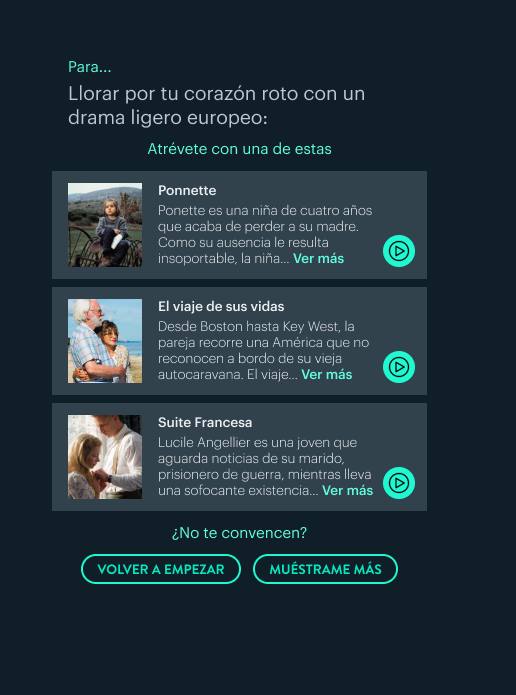 Para...
Llorar por tu corazón roto con un
drama ligero europeo:
Atrévete con una de estas
Ponnette
Ponette es una niña de cuatro años
que acaba de perder a su madre.
Como su ausencia le resulta
insoportable, la niña... Ver más
El viaje de sus vidas
Desde Boston hasta Key West, la
pareja recorre una América que no
reconocen a bordo de su vieja
autocaravana. El viaje... Ver más
Suite Francesa
Lucile Angellier es una joven que
aguarda noticias de su marido,
prisionero de guerra, mientras lleva
una sofocante existencia... Ver más
¿No te convencen?
VOLVER A EMPEZAR
MUÉSTRAME MÁS